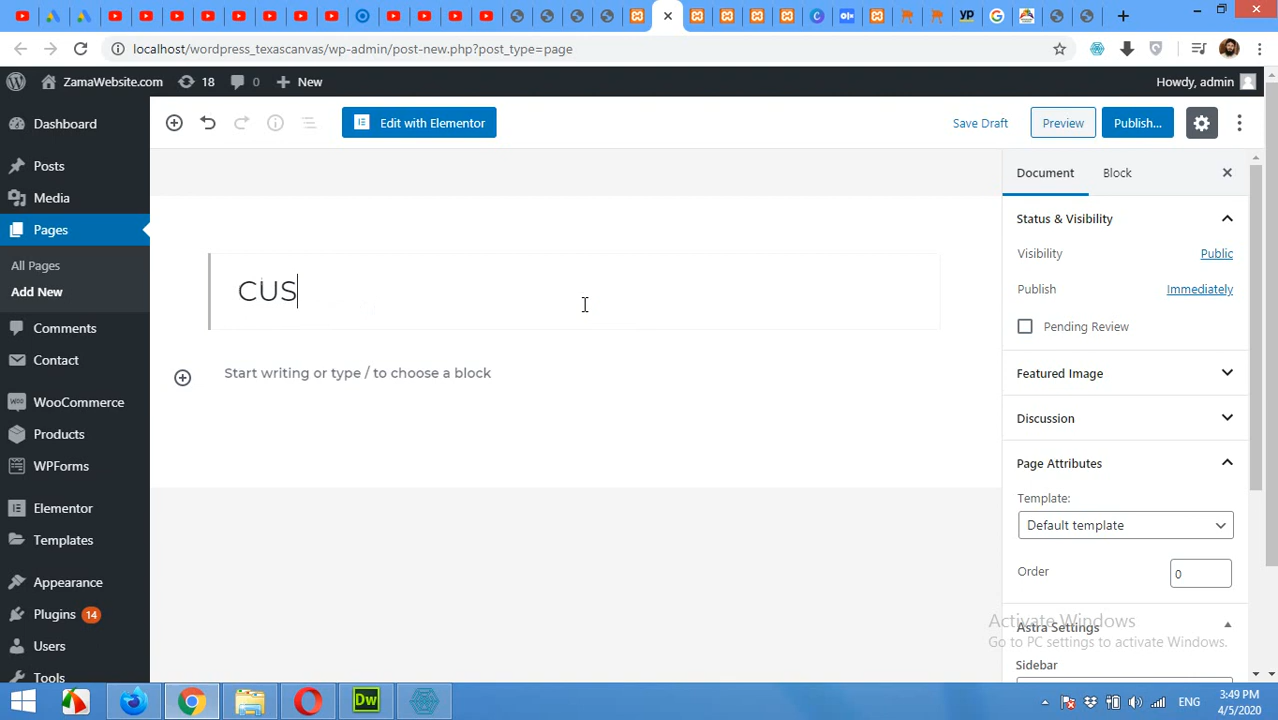 localhost/wordpress_texascanvas/wp-admin/post-new.php?post_type=page
ZamaWebsite.com 18 0 New Howdy, admin
Dashboard
Posts
Media
Pages
All Pages
Add New
Comments
Contact
WooCommerce
Products
WPForms
Elementor
Templates
Appearance
Plugins 14
Users
Tools
Edit with Elementor Save Draft Preview Publish...
CUS
Start writing or type / to choose a block
Document Block
Status & Visibility
Visibility Public
Publish Immediately
Pending Review
Featured Image
Discussion
Page Attributes
Template:
Default template
Order 0
Astra Settings
Sidebar
Activate Windows
Go to PC settings to activate Windows.
Dw
ENG
3:49 PM
4/5/2020